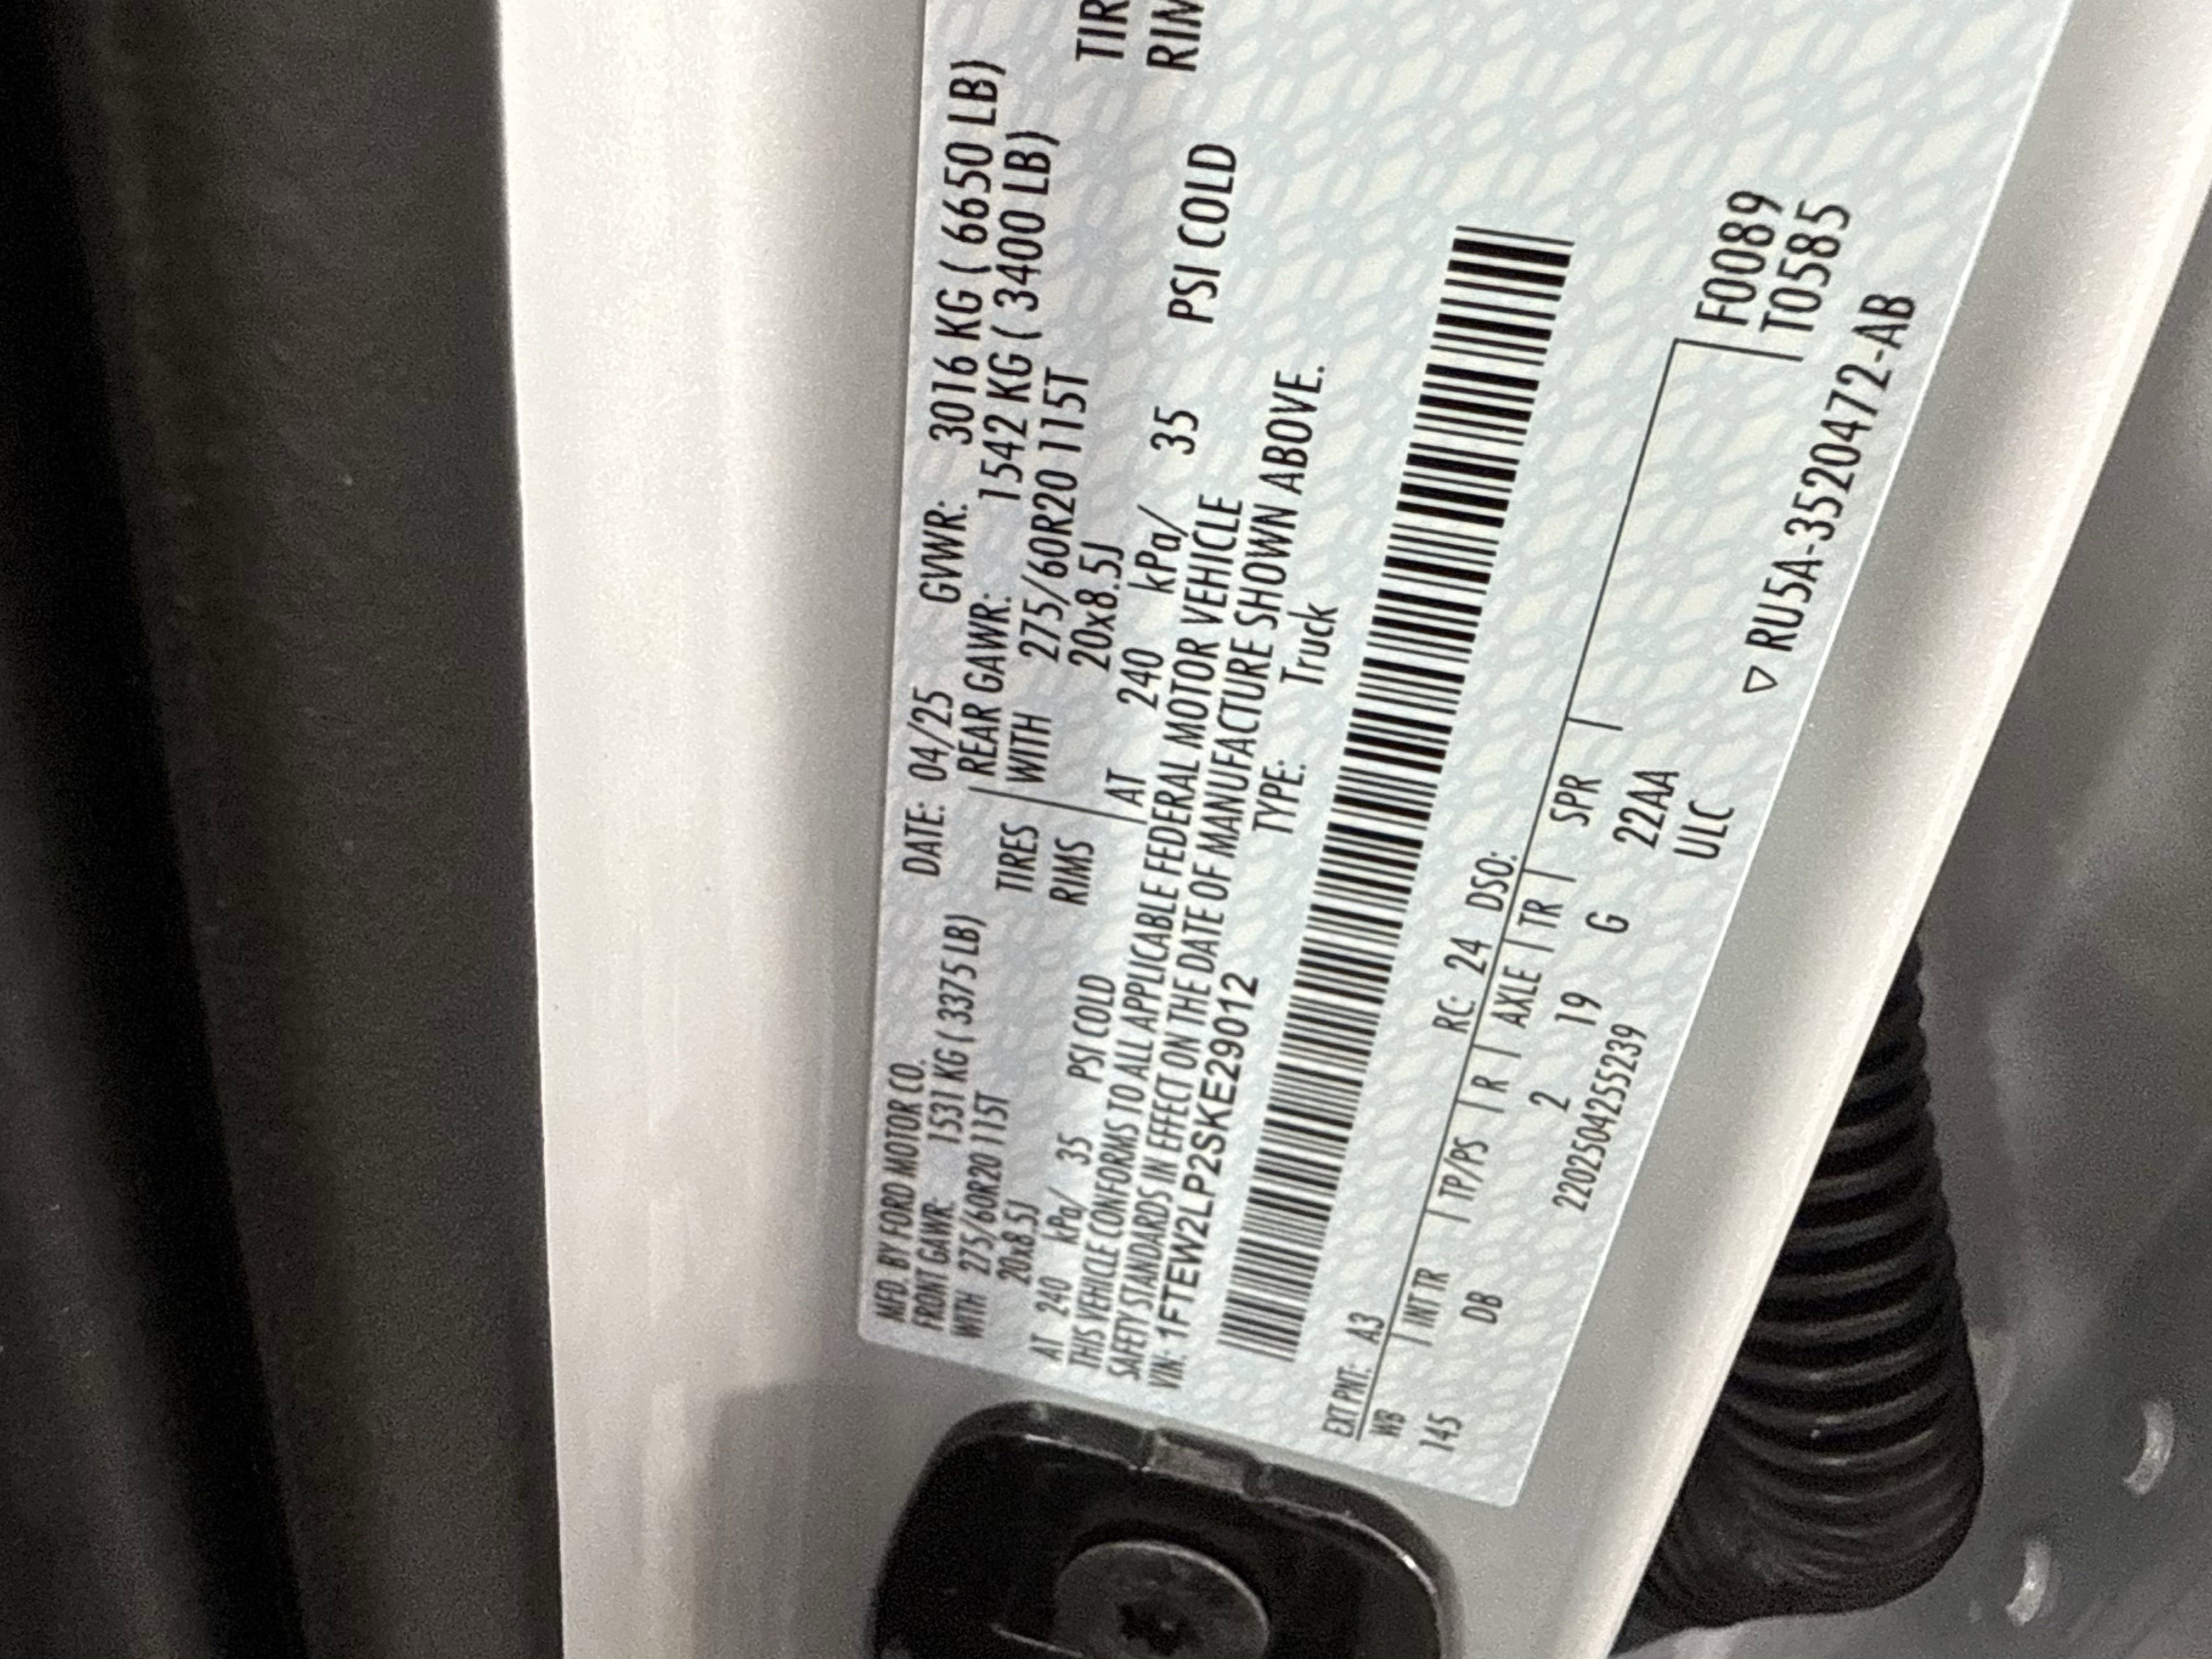 MFD. BY FORD MOTOR CO. DATE: 04/25 GVWR: 3016 KG ( 6650 LB)
FRONT GAWR: 1531 KG ( 3375 LB) REAR GAWR: 1542 KG ( 3400 LB)
WITH 275/60R20 115T TIRES WITH 275/60R20 115T TIR
20x8.5J RIMS 20x8.5J RIM
AT 240 kPa/ 35 PSI COLD AT 240 kPa/ 35 PSI COLD
THIS VEHICLE CONFORMS TO ALL APPLICABLE FEDERAL MOTOR VEHICLE
SAFETY STANDARDS IN EFFECT ON THE DATE OF MANUFACTURE SHOWN ABOVE.
VIN: 1FTEW2LP2SKE29012 TYPE: Truck
EXT PNT: A3 RC: 24 DSO:
WB | INT TR | TP/PS | R | AXLE | TR | SPR | F0089
145 DB 2 19 G 22AA T0585
2202504255239 ULC
▽ RU5A-3520472-AB